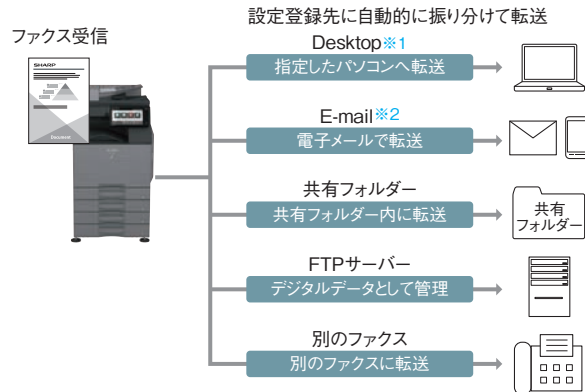 設定登録先に自動的に振り分けて転送
ファクス受信
SHARP
Document
Desktop※1
指定したパソコンへ転送
E-mail※2
電子メールで転送
共有フォルダー
共有フォルダー内に転送
共有
フォルダー
FTPサーバー
デジタルデータとして管理
別のファクス
別のファクスに転送